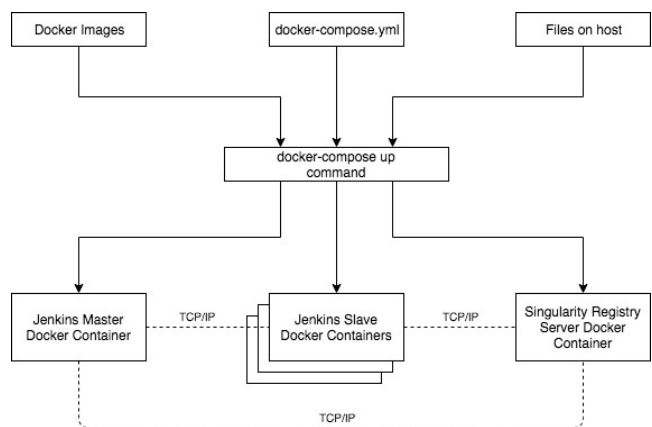 Docker Images
docker-compose.yml
Files on host
docker-compose up
command
Jenkins Master
Docker Container
TCP/IP
Jenkins Slave
Docker Containers
TCP/IP
Singularity Registry
Server Docker
Container
TCP/IP